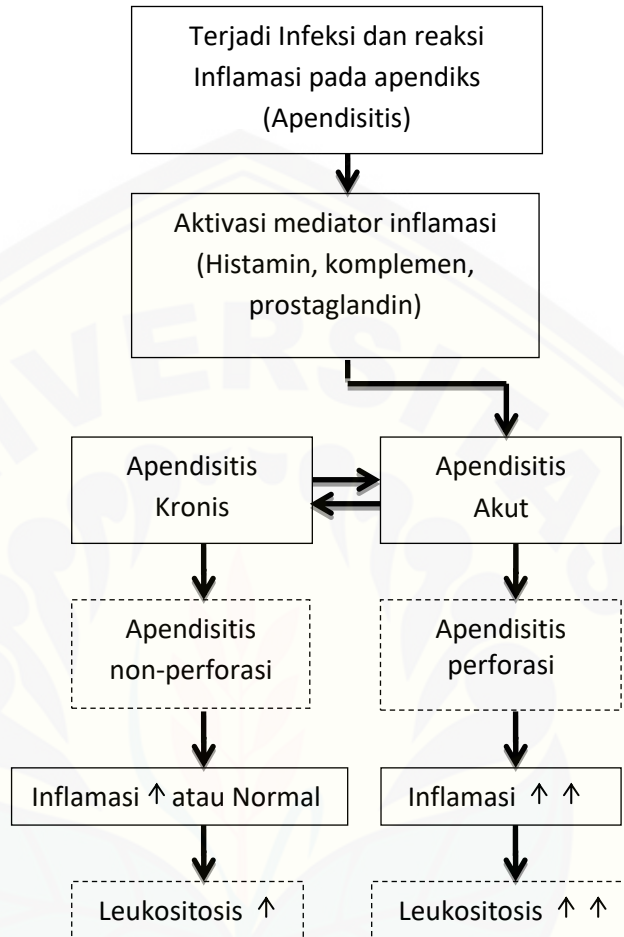 Terjadi Infeksi dan reaksi
Inflamasi pada apendiks
(Apendisitis)
Aktivasi mediator inflamasi
(Histamin, komplemen,
prostaglandin)
Apendisitis
Kronis
Apendisitis
Akut
Apendisitis
non-perforasi
Apendisitis
perforasi
Inflamasi ↑ atau Normal
Inflamasi ↑ ↑
Leukositosis ↑
Leukositosis ↑ ↑
UNIVERSITAS